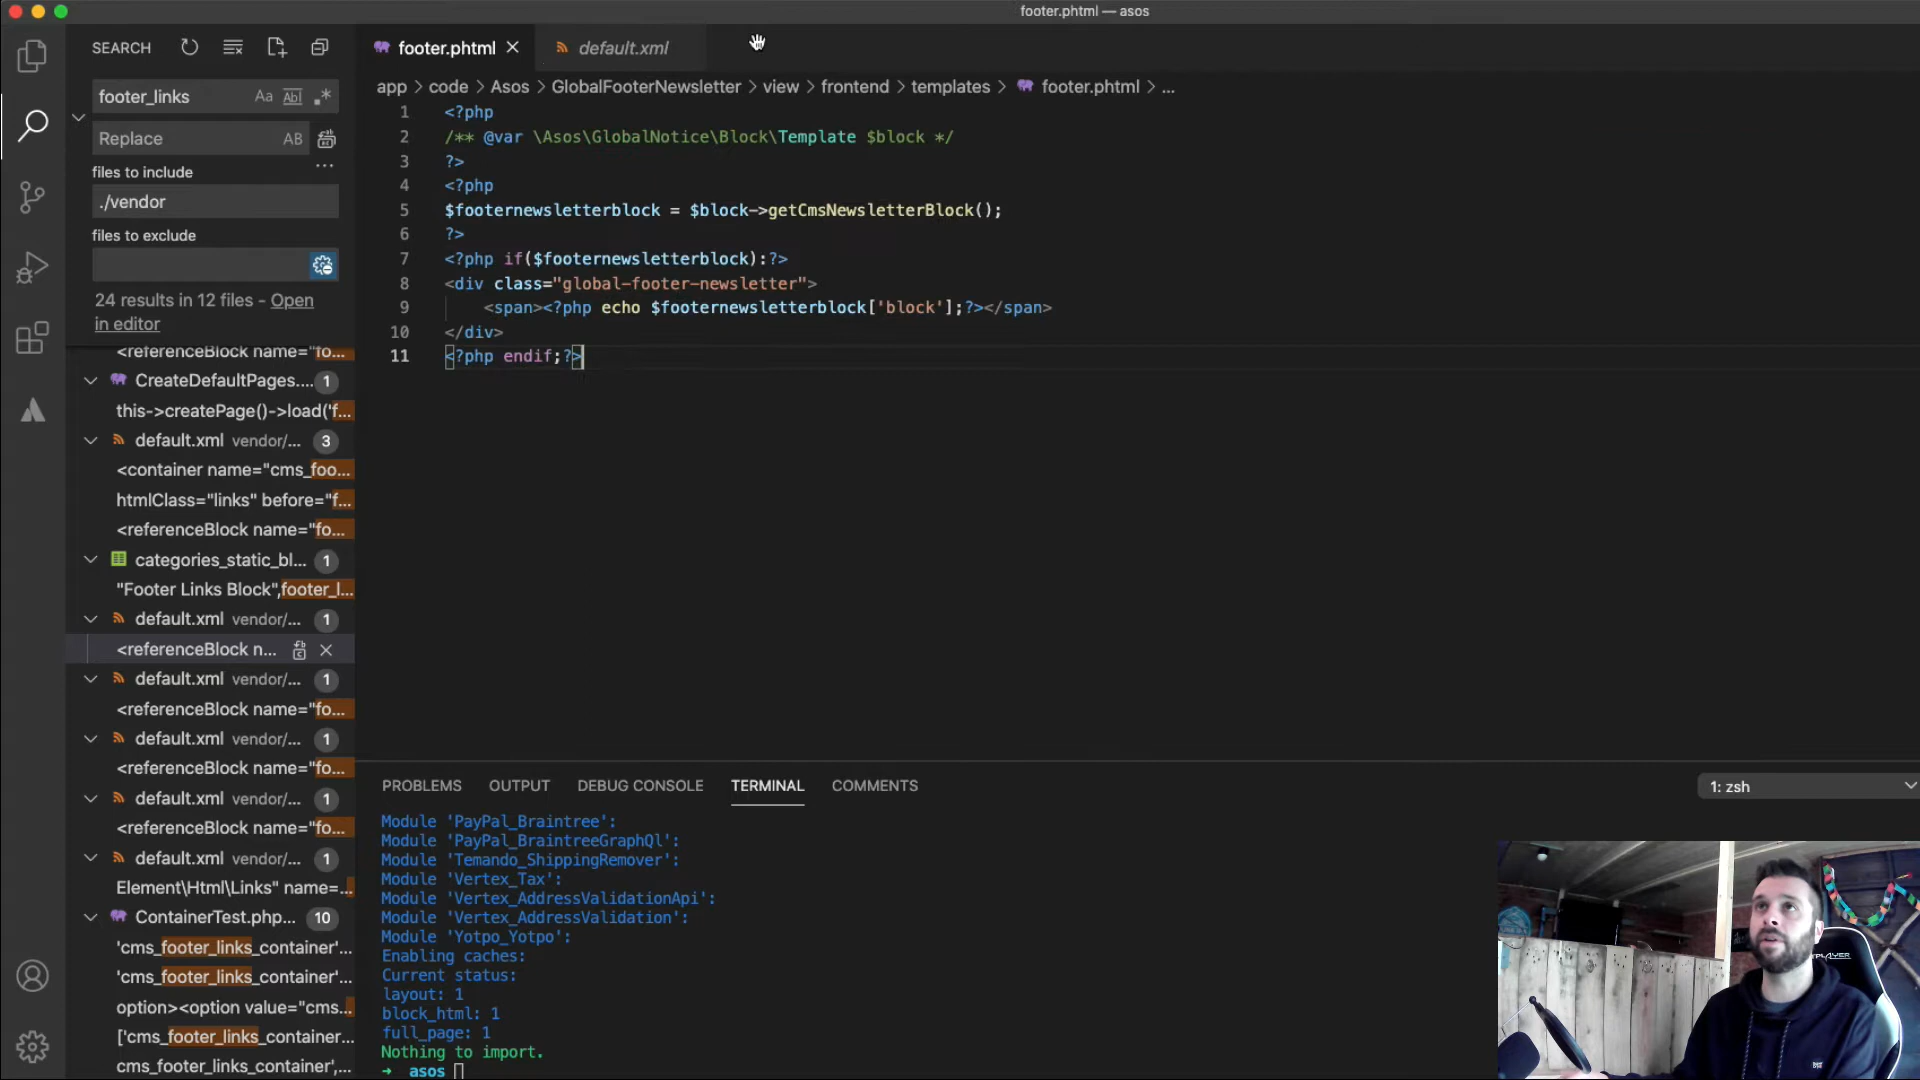 footer.phtml — asos
SEARCH
footer.phtml
default.xml
footer_links
Aa
Ab|
.*
Replace
AB
...
files to include
./vendor
files to exclude
24 results in 12 files - Open
in editor
<referenceBlock name="fo...
CreateDefaultPages.... 1
this->createPage()->load('f...
default.xml vendor/... 3
<container name="cms_foo...
htmlClass="links" before="f...
<referenceBlock name="fo...
categories_static_bl... 1
"Footer Links Block",footer_l...
default.xml vendor/... 1
<referenceBlock n...
default.xml vendor/... 1
<referenceBlock name="fo...
default.xml vendor/... 1
<referenceBlock name="fo...
default.xml vendor/... 1
<referenceBlock name="fo...
default.xml vendor/... 1
Element\Html\Links" name=...
ContainerTest.php... 10
'cms_footer_links_container'...
'cms_footer_links_container'...
option><option value="cms...
['cms_footer_links_container...
cms_footer_links_container',...
app > code > Asos > GlobalFooterNewsletter > view > frontend > templates > footer.phtml > ...
1 <?php
2 /** @var \Asos\GlobalNotice\Block\Template $block */
3 ?>
4 <?php
5 $footernewsletterblock = $block->getCmsNewsletterBlock();
6 ?>
7 <?php if($footernewsletterblock):?>
8 <div class="global-footer-newsletter">
9 <span><?php echo $footernewsletterblock['block'];?></span>
10 </div>
11 <?php endif;?>
PROBLEMS OUTPUT DEBUG CONSOLE TERMINAL COMMENTS
1: zsh
Module 'PayPal_Braintree':
Module 'PayPal_BraintreeGraphQl':
Module 'Temando_ShippingRemover':
Module 'Vertex_Tax':
Module 'Vertex_AddressValidationApi':
Module 'Vertex_AddressValidation':
Module 'Yotpo_Yotpo':
Enabling caches:
Current status:
layout: 1
block_html: 1
full_page: 1
Nothing to import.
→ asos